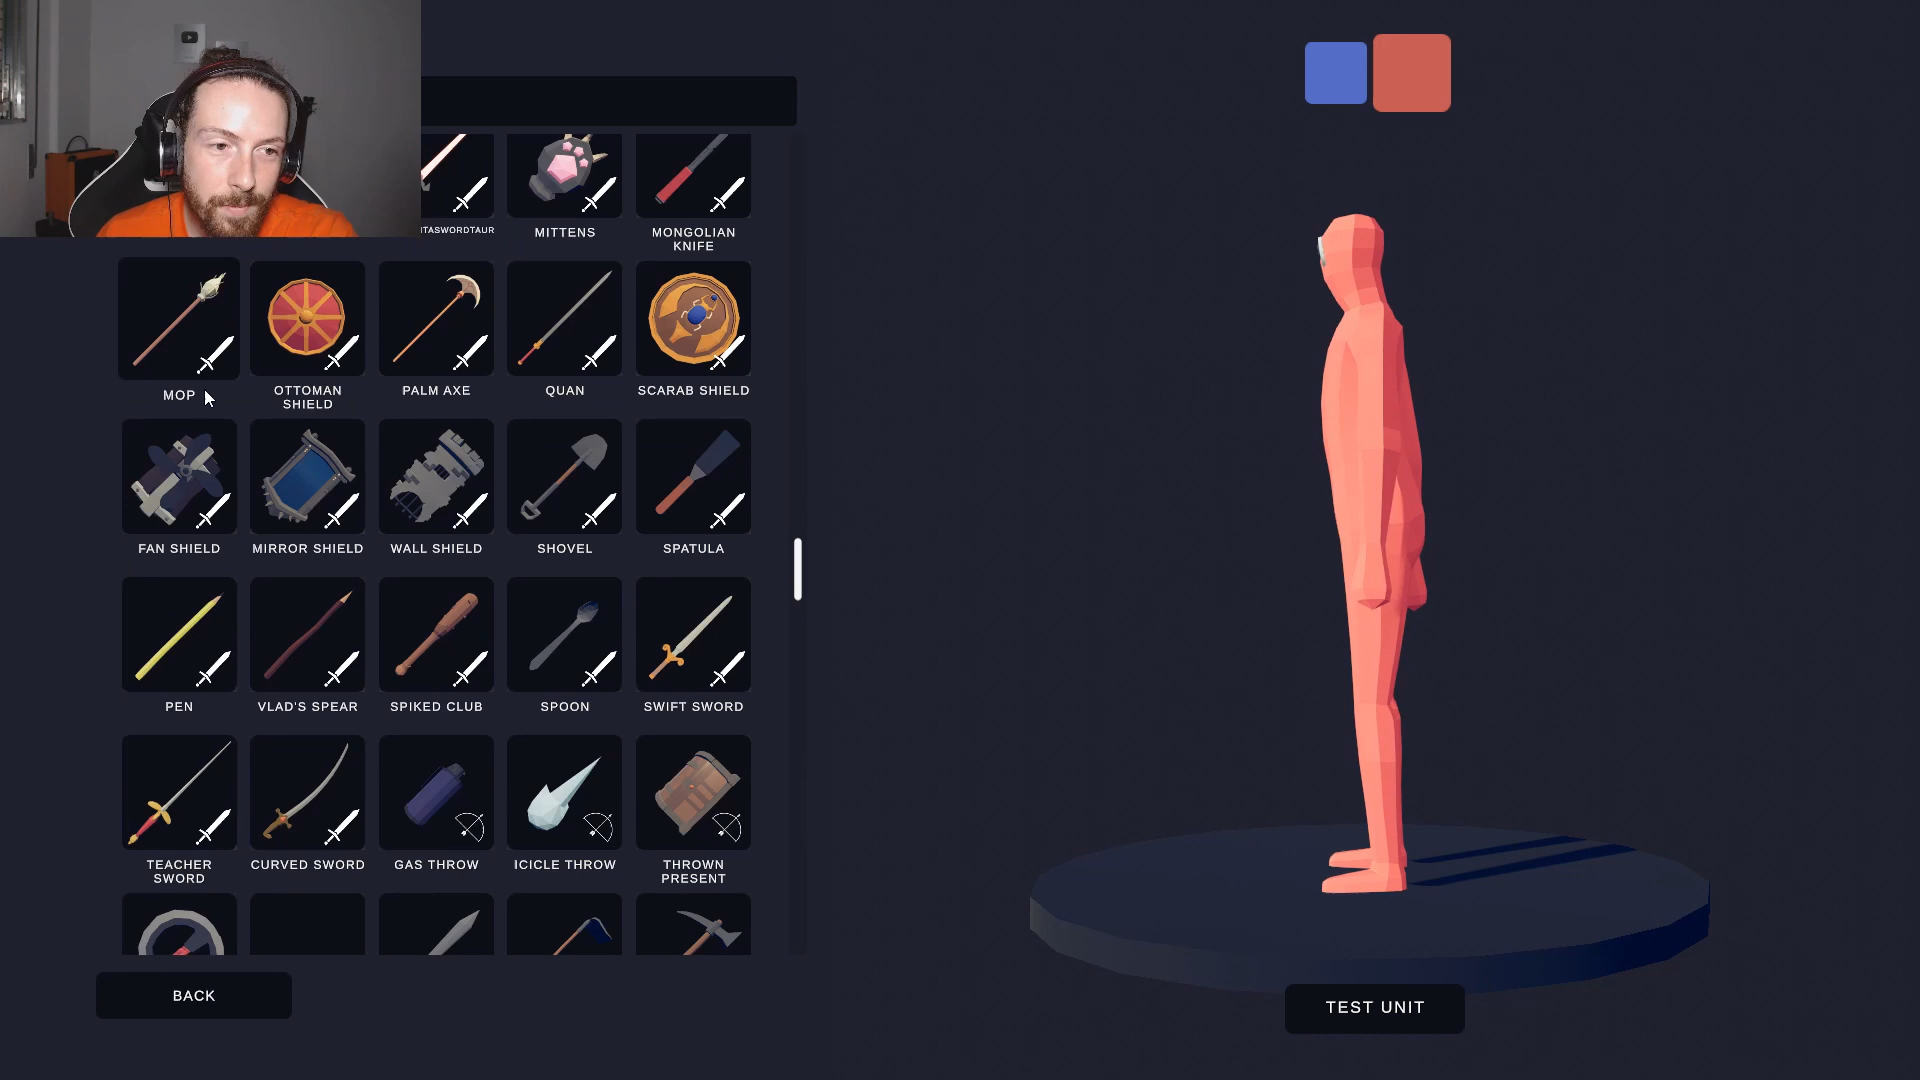 ITASWORDTAUR
MITTENS
MONGOLIAN
KNIFE
MOP
OTTOMAN
SHIELD
PALM AXE
QUAN
SCARAB SHIELD
FAN SHIELD
MIRROR SHIELD
WALL SHIELD
SHOVEL
SPATULA
PEN
VLAD'S SPEAR
SPIKED CLUB
SPOON
SWIFT SWORD
TEACHER
SWORD
CURVED SWORD
GAS THROW
ICICLE THROW
THROWN
PRESENT
BACK
TEST UNIT